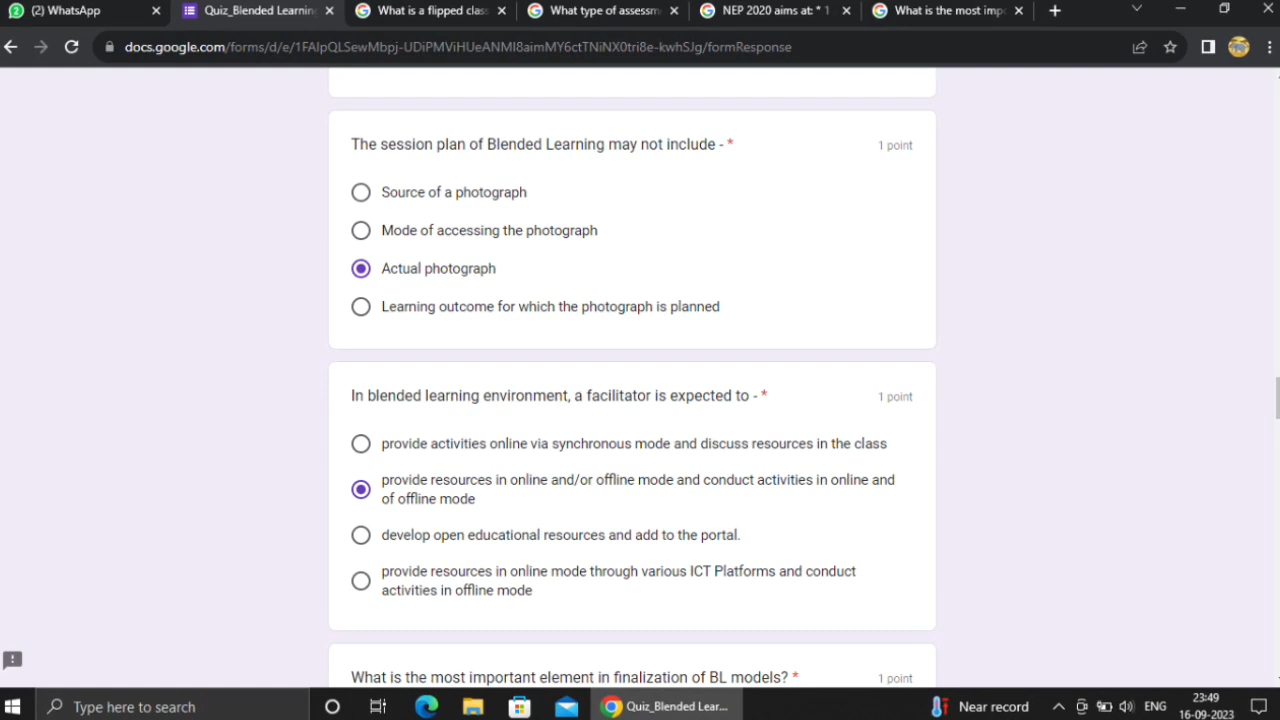 (2) WhatsApp
Quiz_Blended Learning
What is a flipped clas
What type of assessm
NEP 2020 aims at: * 1
What is the most imp
docs.google.com/forms/d/e/1FAIpQLSewMbpj-UDiPMViHUeANMI8aimMY6ctTNiNX0tri8e-kwhSJg/formResponse
The session plan of Blended Learning may not include - *
1 point
Source of a photograph
Mode of accessing the photograph
Actual photograph
Learning outcome for which the photograph is planned
In blended learning environment, a facilitator is expected to - *
1 point
provide activities online via synchronous mode and discuss resources in the class
provide resources in online and/or offline mode and conduct activities in online and
of offline mode
develop open educational resources and add to the portal.
provide resources in online mode through various ICT Platforms and conduct
activities in offline mode
What is the most important element in finalization of BL models? *
1 point
Type here to search
Quiz_Blended Lear...
Near record
ENG
23:49
16-09-2023